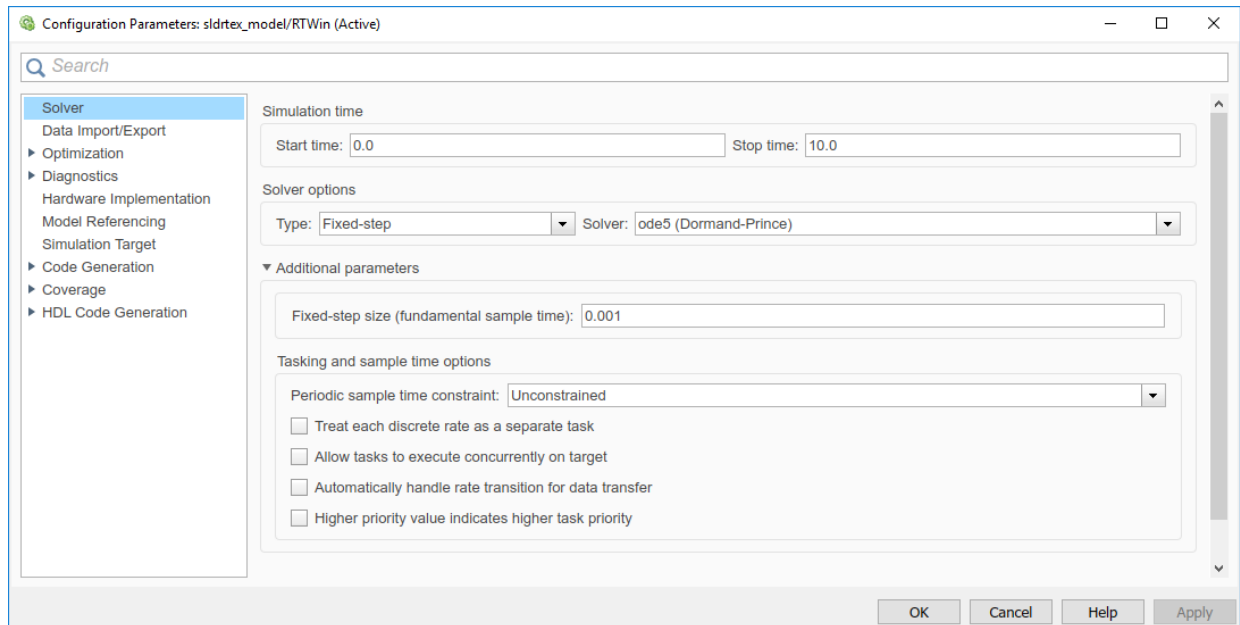 Configuration Parameters: sldrtex_model/RTWin (Active)
Search
Solver
Data Import/Export
Optimization
Diagnostics
Hardware Implementation
Model Referencing
Simulation Target
Code Generation
Coverage
HDL Code Generation
Simulation time
Start time: 0.0 Stop time: 10.0
Solver options
Type: Fixed-step Solver: ode5 (Dormand-Prince)
Additional parameters
Fixed-step size (fundamental sample time): 0.001
Tasking and sample time options
Periodic sample time constraint: Unconstrained
Treat each discrete rate as a separate task
Allow tasks to execute concurrently on target
Automatically handle rate transition for data transfer
Higher priority value indicates higher task priority
OK Cancel Help Apply